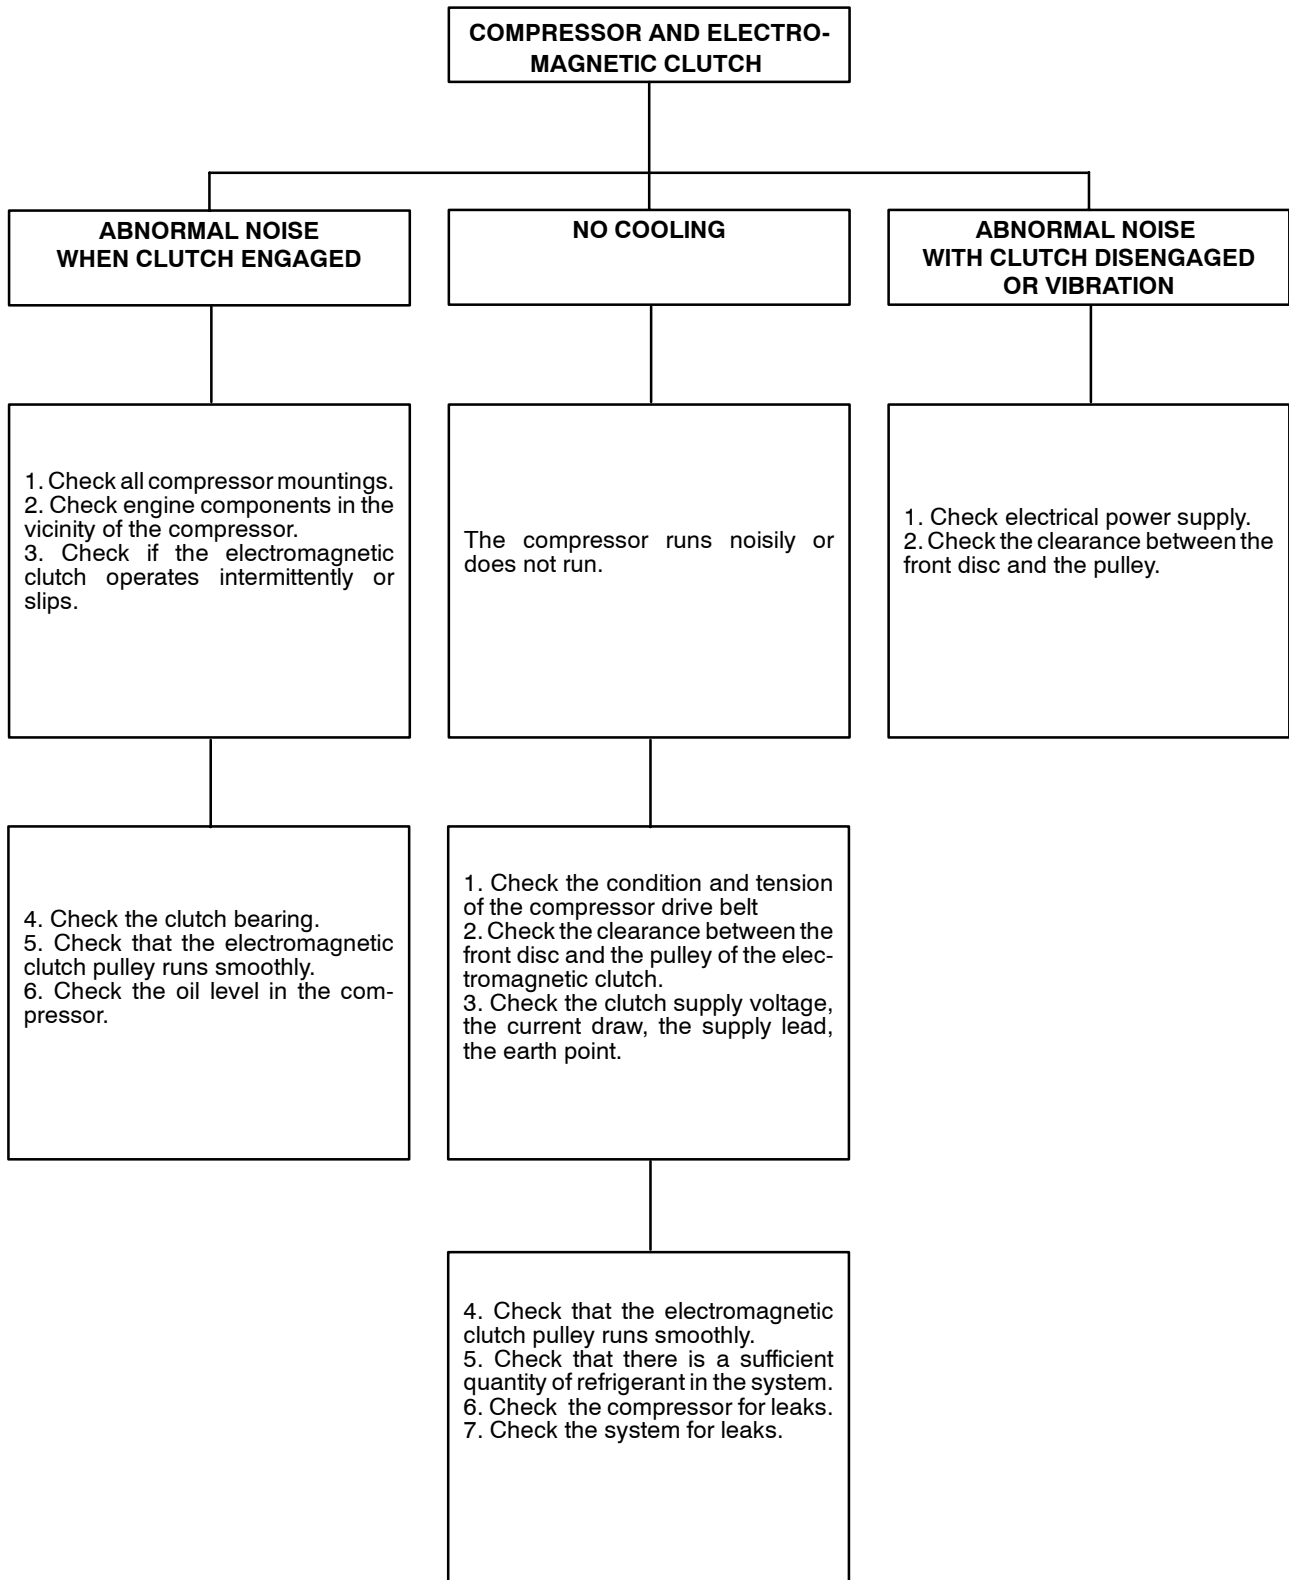 COMPRESSOR AND ELECTRO-
MAGNETIC CLUTCH
ABNORMAL NOISE
WHEN CLUTCH ENGAGED
NO COOLING
ABNORMAL NOISE
WITH CLUTCH DISENGAGED
OR VIBRATION
1. Check all compressor mountings.
2. Check engine components in the
vicinity of the compressor.
3. Check if the electromagnetic
clutch operates intermittently or
slips.
The compressor runs noisily or
does not run.
1. Check electrical power supply.
2. Check the clearance between the
front disc and the pulley.
4. Check the clutch bearing.
5. Check that the electromagnetic
clutch pulley runs smoothly.
6. Check the oil level in the com-
pressor.
1. Check the condition and tension
of the compressor drive belt
2. Check the clearance between the
front disc and the pulley of the elec-
tromagnetic clutch.
3. Check the clutch supply voltage,
the current draw, the supply lead,
the earth point.
4. Check that the electromagnetic
clutch pulley runs smoothly.
5. Check that there is a sufficient
quantity of refrigerant in the system.
6. Check the compressor for leaks.
7. Check the system for leaks.